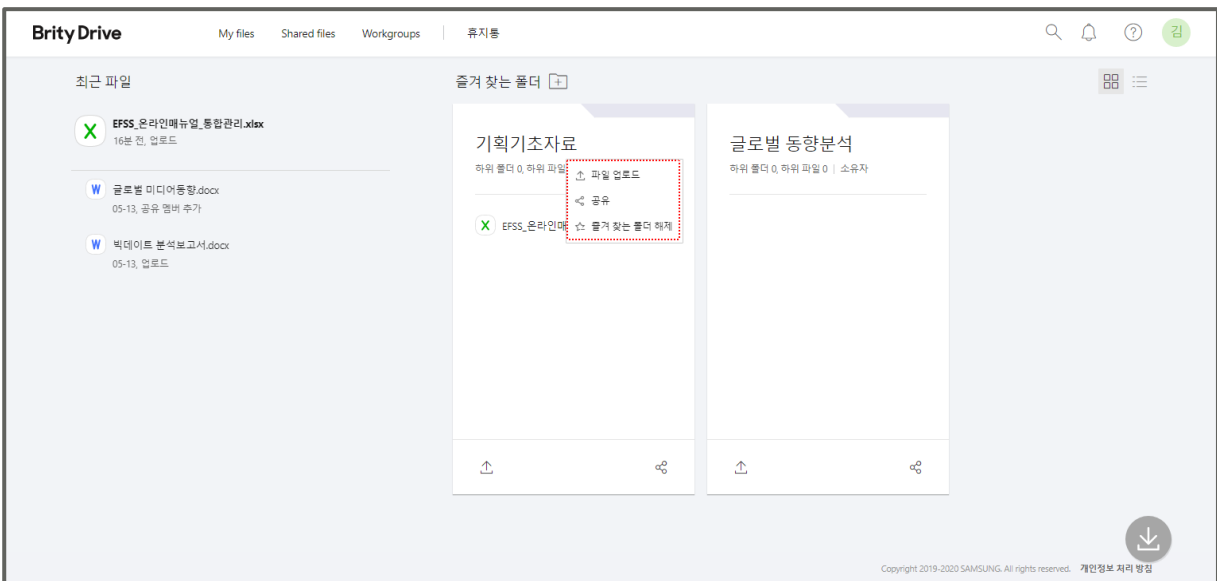 Brity Drive My files Shared files Workgroups 휴지통 김
최근 파일
EFSS_온라인매뉴얼_통합관리.xlsx
16분 전, 업로드
글로벌 미디어동향.docx
05-13, 공유 멤버 추가
빅데이트 분석보고서.docx
05-13, 업로드
즐겨 찾는 폴더
기획기초자료
하위 폴더 0, 하위 파일
EFSS_온라인매
파일 업로드
공유
즐겨 찾는 폴더 해제
글로벌 동향분석
하위 폴더 0, 하위 파일 0 | 소유자
Copyright 2019-2020 SAMSUNG. All rights reserved. 개인정보 처리 방침